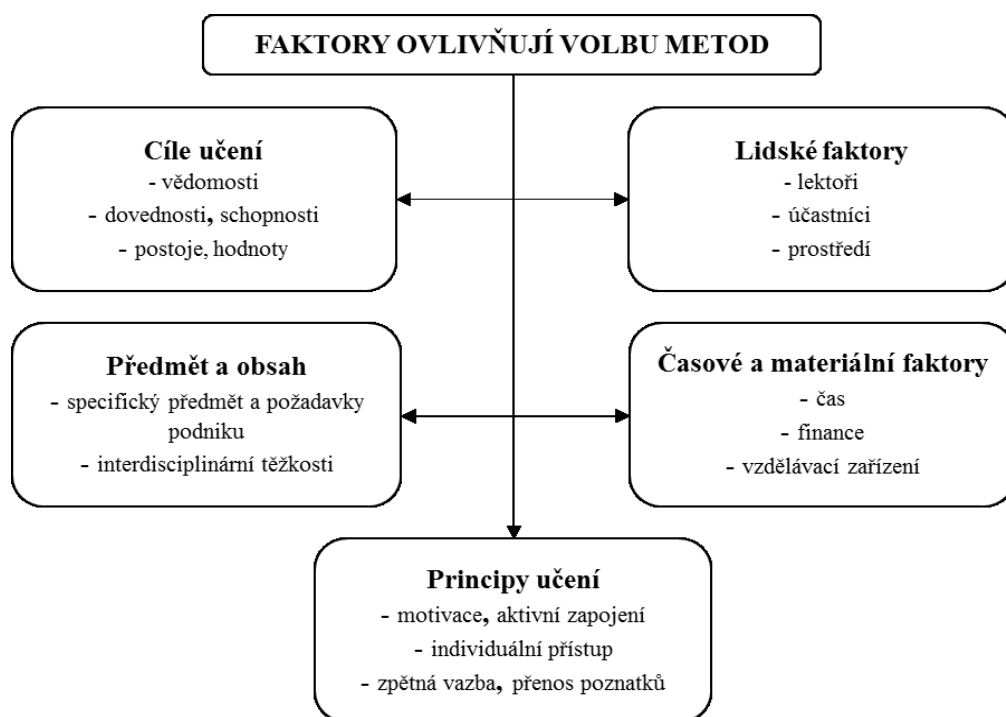 FAKTORY OVLIVŇUJÍ VOLBU METOD
Cíle učení
- vědomosti
- dovednosti, schopnosti
- postoje, hodnoty
Lidské faktory
- lektoři
- účastníci
- prostředí
Předmět a obsah
- specifický předmět a požadavky
podniku
- interdisciplinární těžkosti
Časové a materiální faktory
- čas
- finance
- vzdělávací zařízení
Principy učení
- motivace, aktivní zapojení
- individuální přístup
- zpětná vazba, přenos poznatků